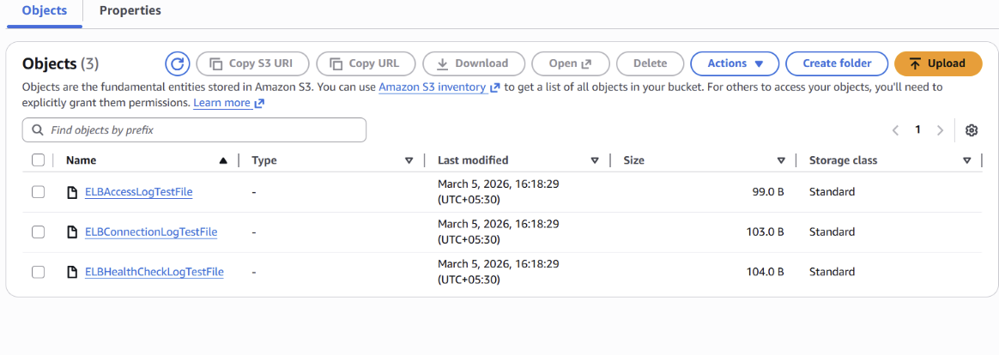 Objects Properties
Objects (3) Copy S3 URI Copy URL Download Open Delete Actions Create folder Upload
Objects are the fundamental entities stored in Amazon S3. You can use Amazon S3 inventory to get a list of all objects in your bucket. For others to access your objects, you'll need to
explicitly grant them permissions. Learn more
Find objects by prefix 1
Name Type Last modified Size Storage class
ELBAccessLogTestFile - March 5, 2026, 16:18:29 99.0 B Standard
(UTC+05:30)
ELBConnectionLogTestFile - March 5, 2026, 16:18:29 103.0 B Standard
(UTC+05:30)
ELBHealthCheckLogTestFile - March 5, 2026, 16:18:29 104.0 B Standard
(UTC+05:30)